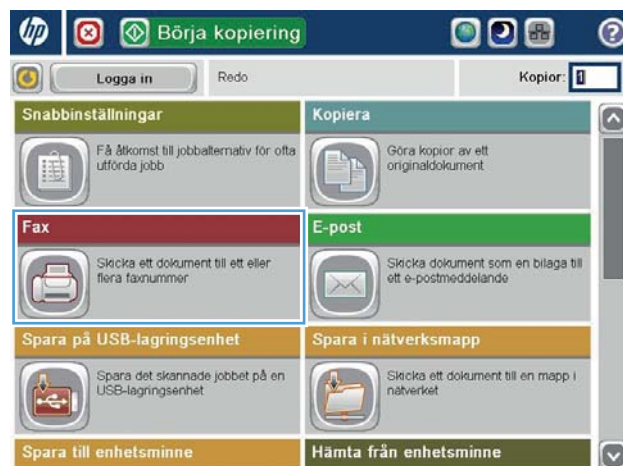 hp
Börja kopiering
?
Logga in
Redo
Kopior: 1
Snabbinställningar
Få åtkomst till jobbalternativ för ofta
utförda jobb
Kopiera
Göra kopior av ett
originaldokument
Fax
Skicka ett dokument till ett eller
flera faxnummer
E-post
Skicka dokument som en bilaga till
ett e-postmeddelande
Spara på USB-lagringsenhet
Spara det skannade jobbet på en
USB-lagringsenhet
Spara i nätverksmapp
Skicka ett dokument till en mapp i
nätverket
Spara till enhetsminne
Hämta från enhetsminne